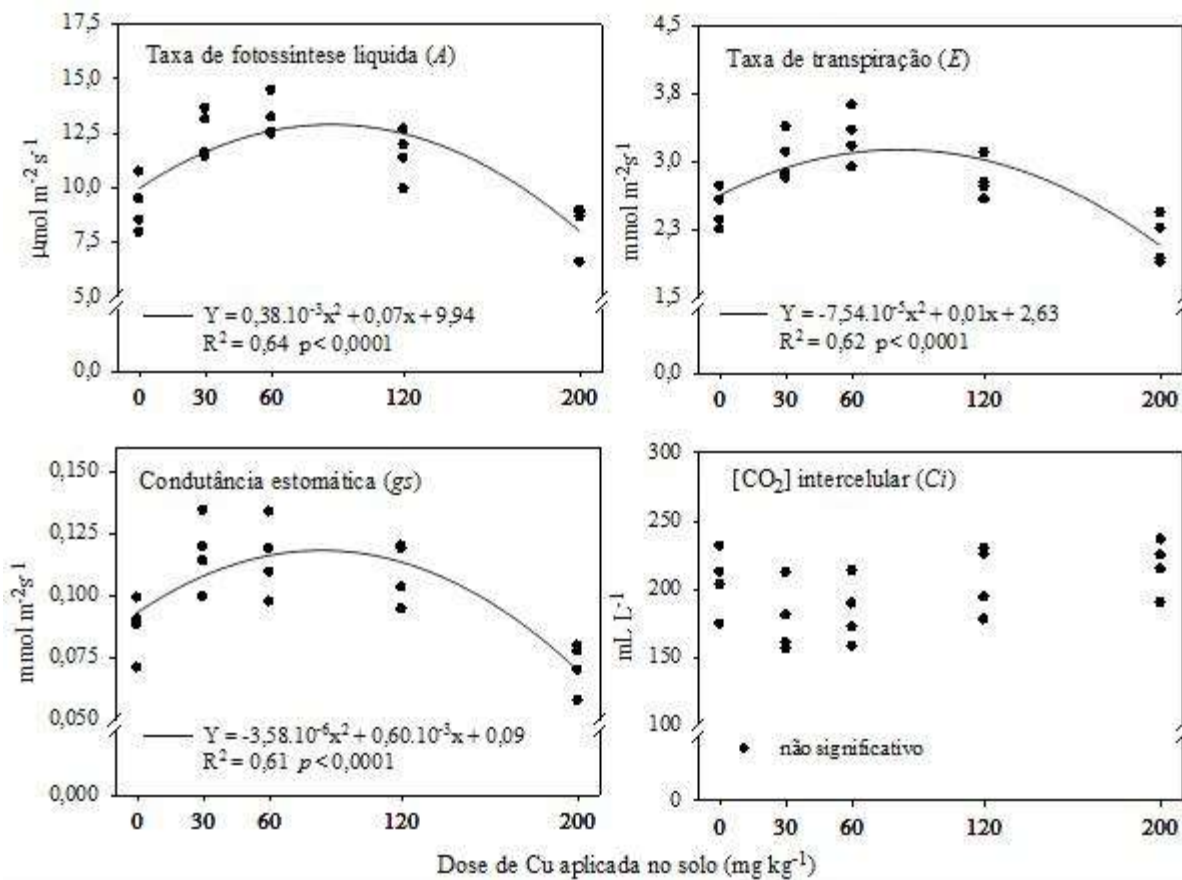 Taxa de fotossíntese líquida (A)
μmol m⁻²s⁻¹
17,5
15,0
12,5
10,0
7,5
5,0
0,0
Y = 0,38.10⁻³x² + 0,07x + 9,94
R² = 0,64 p < 0,0001
0 30 60 120 200
Taxa de transpiração (E)
mmol m⁻²s⁻¹
4,5
3,8
3,0
2,3
1,5
0,0
Y = -7,54.10⁻⁵x² + 0,01x + 2,63
R² = 0,62 p < 0,0001
0 30 60 120 200
Condutância estomática (gs)
mmol m⁻²s⁻¹
0,150
0,125
0,100
0,075
0,050
0,000
Y = -3,58.10⁻⁶x² + 0,60.10⁻³x + 0,09
R² = 0,61 p < 0,0001
0 30 60 120 200
[CO₂] intercelular (Ci)
mL L⁻¹
300
250
200
150
100
0
não significativo
0 30 60 120 200
Dose de Cu aplicada no solo (mg kg⁻¹)